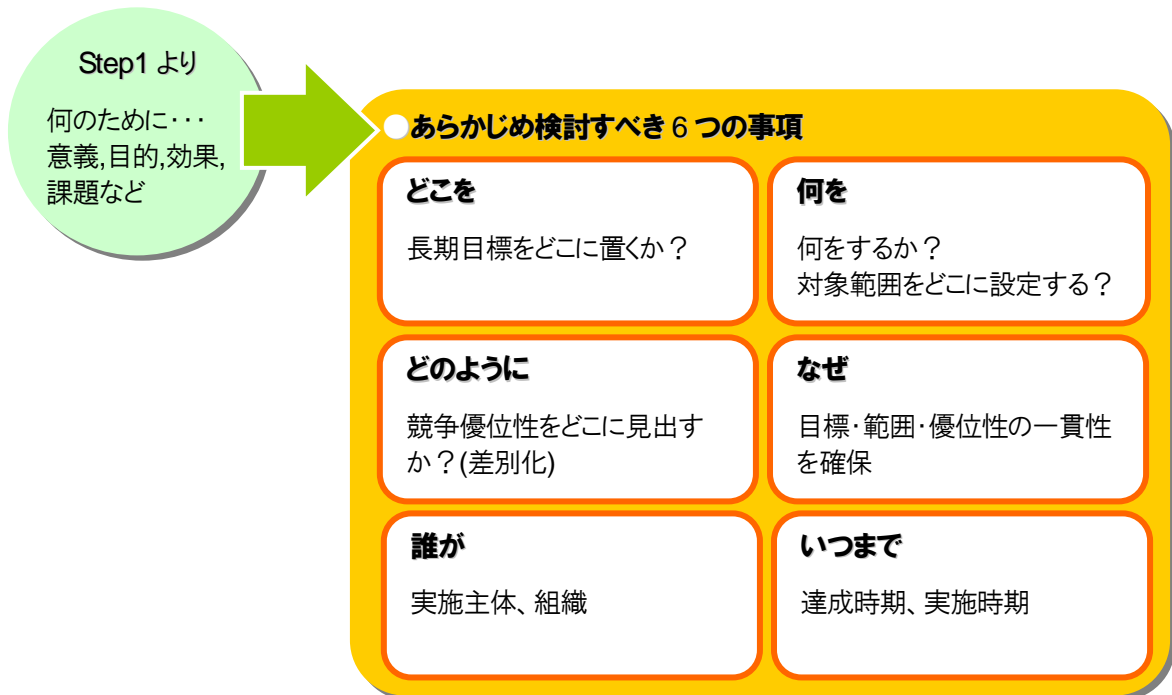 Step1 より
何のために・・・
意義,目的,効果,
課題など
あらかじめ検討すべき 6 つの事項
どこを
長期目標をどこに置くか？
何を
何をするか？
対象範囲をどこに設定する？
どのように
競争優位性をどこに見出す
か？(差別化)
なぜ
目標･範囲･優位性の一貫性
を確保
誰が
実施主体、組織
いつまで
達成時期、実施時期